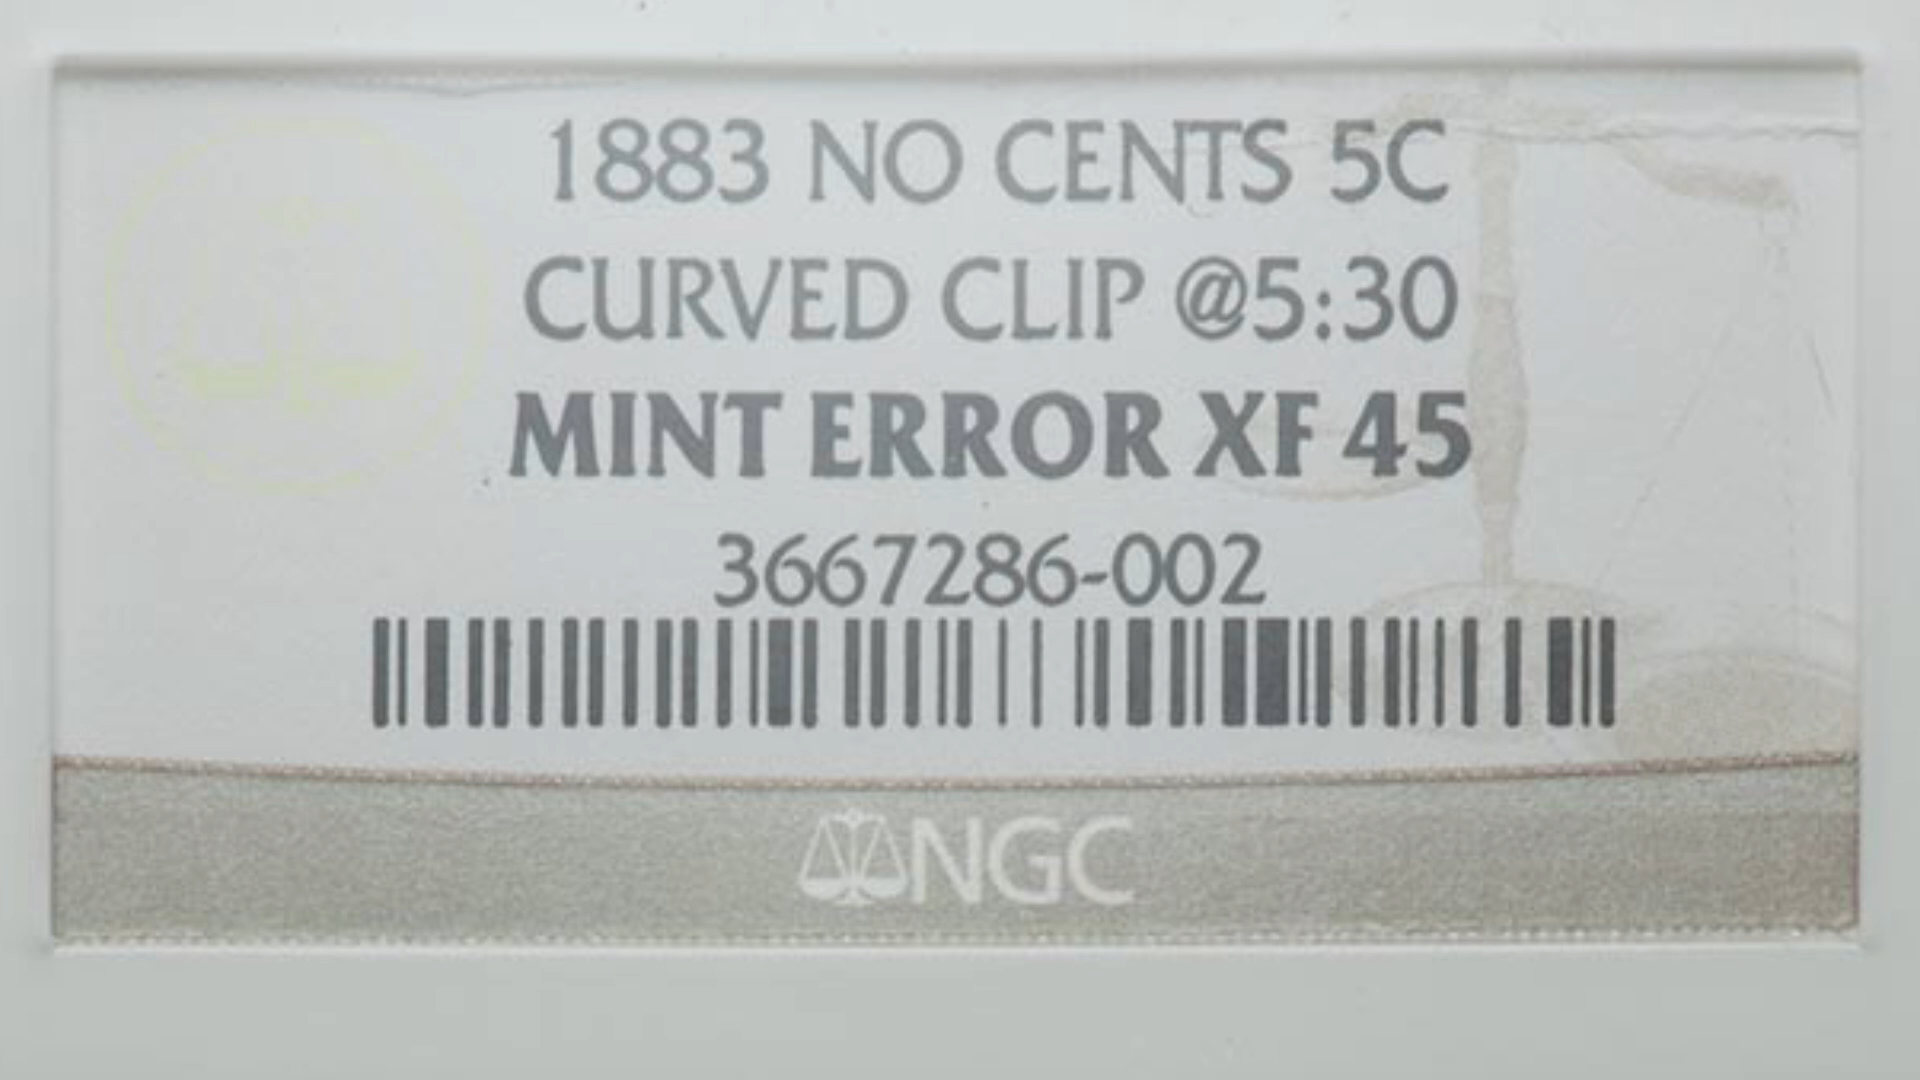 1883 NO CENTS 5C
CURVED CLIP @5:30
MINT ERROR XF 45
3667286-002
NGC